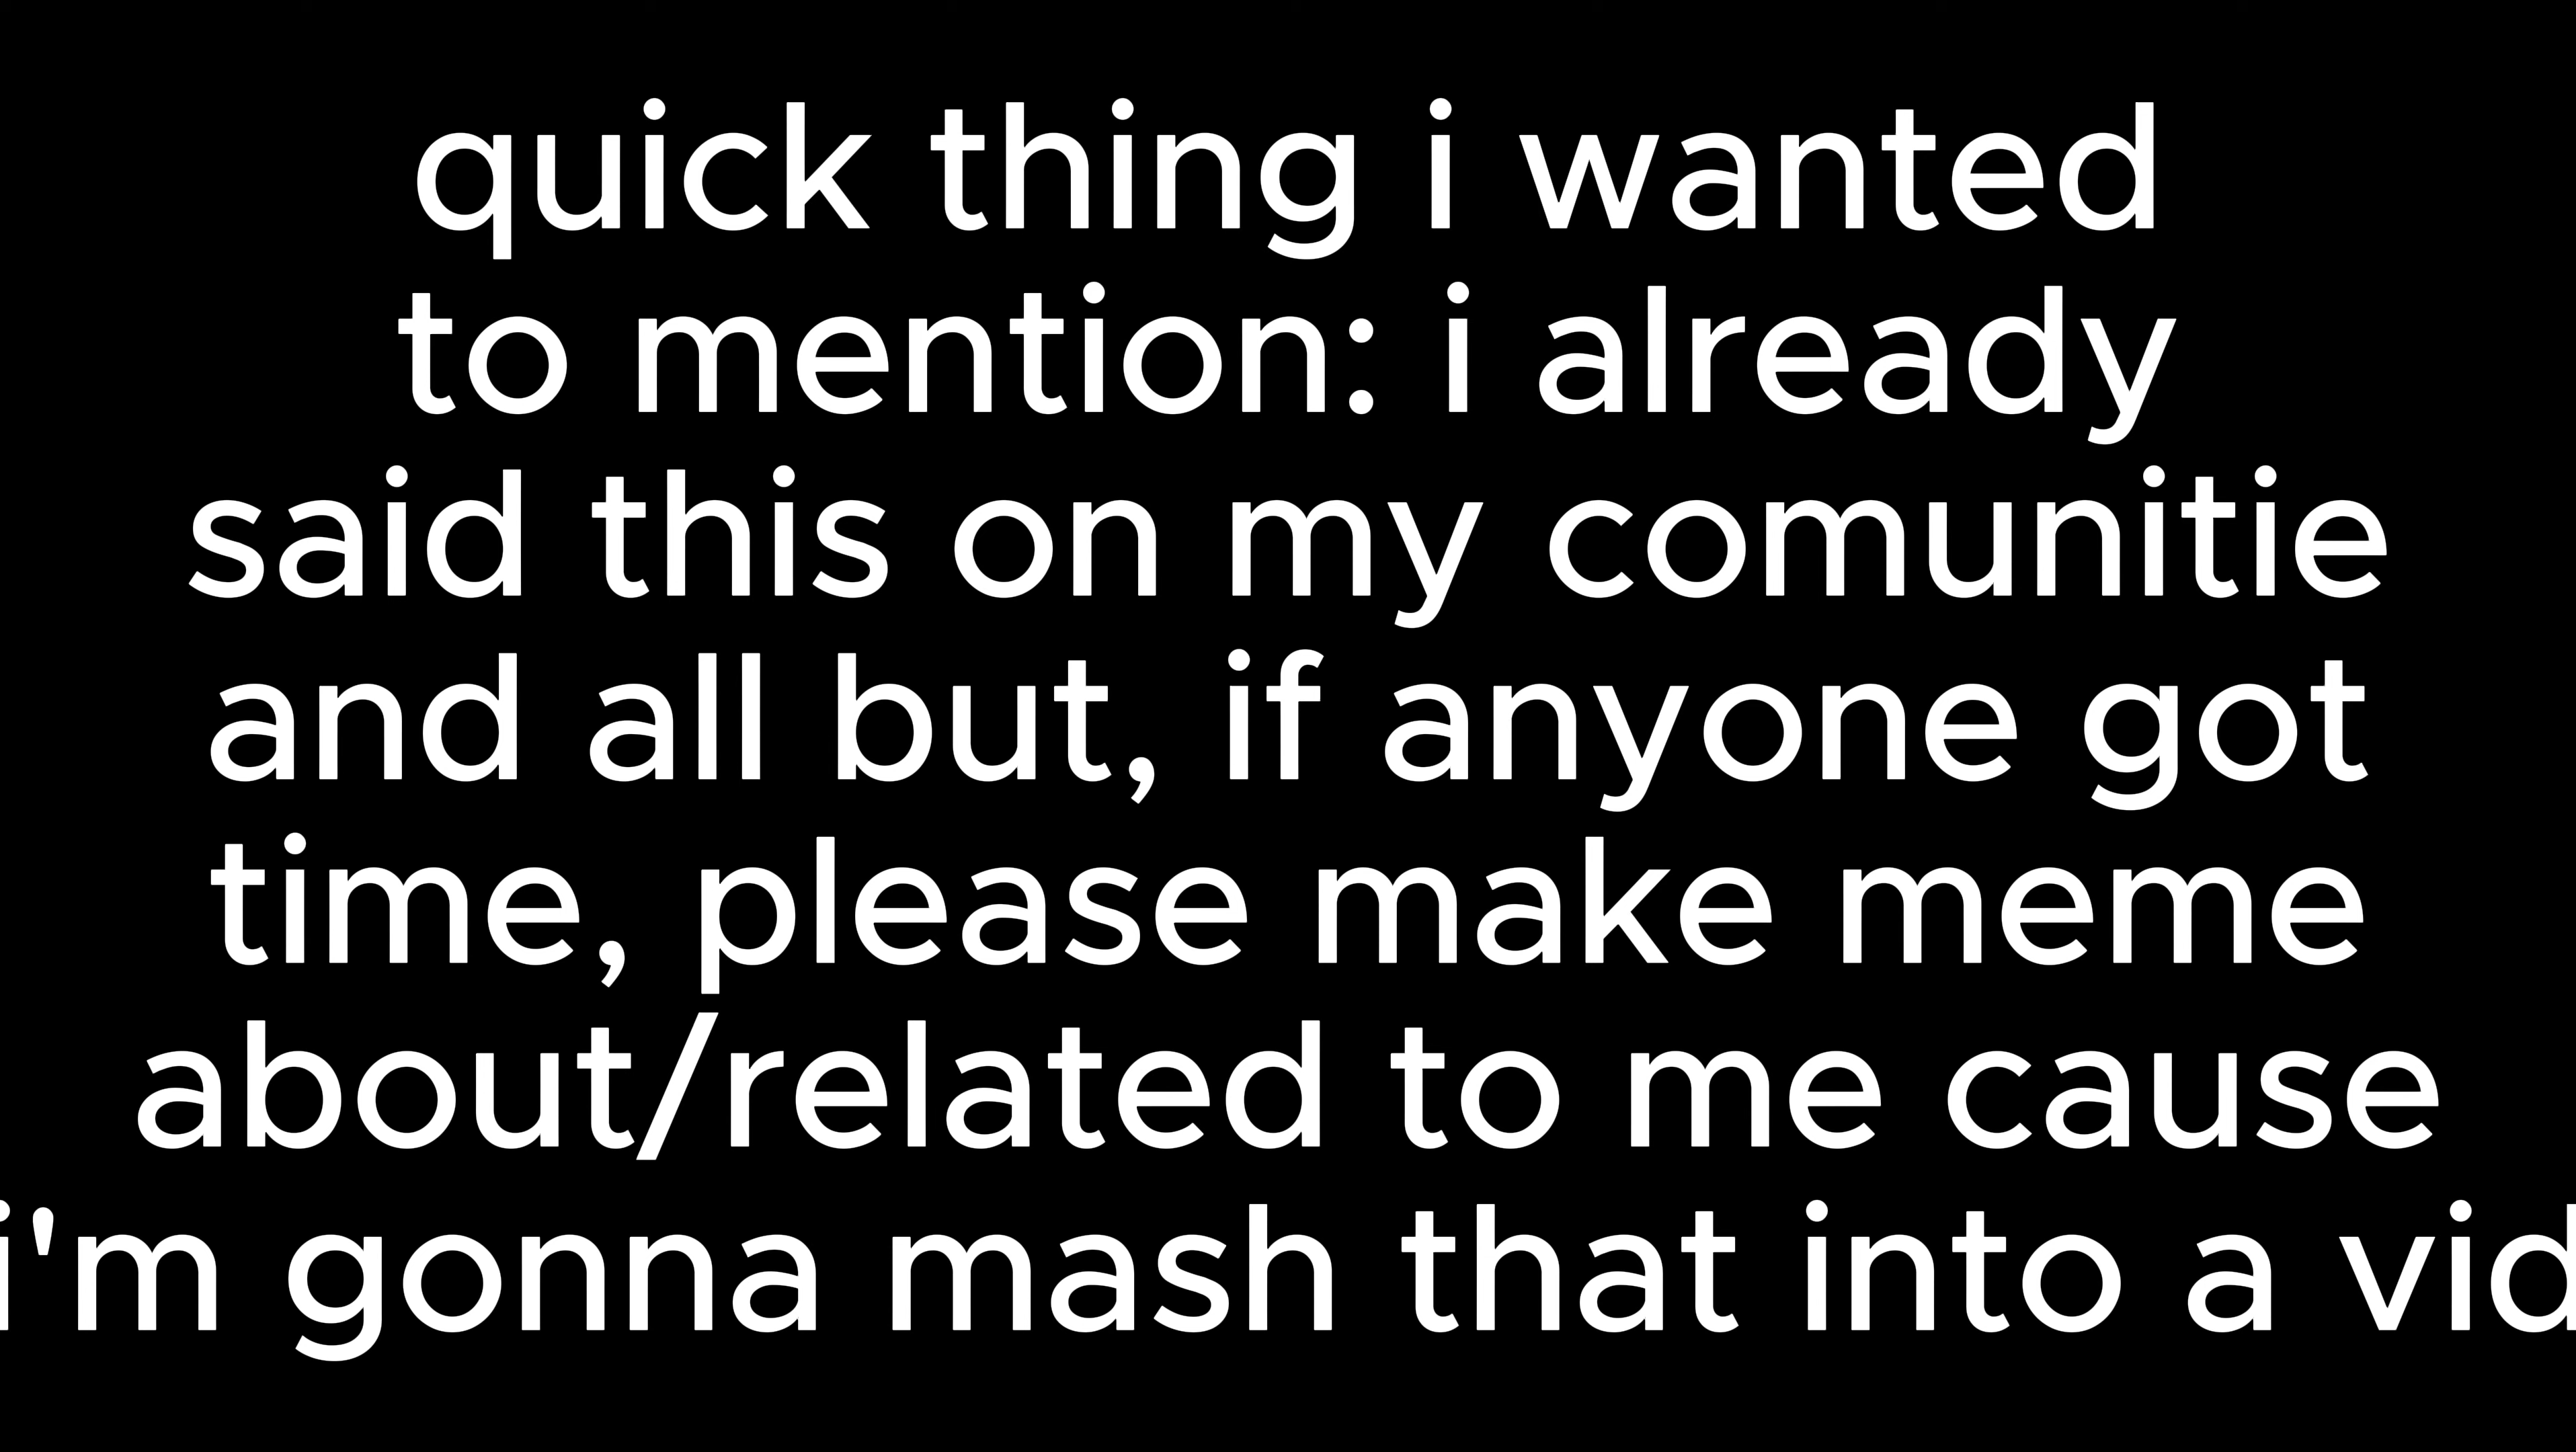 quick thing i wanted
to mention: i already
said this on my comunitie
and all but, if anyone got
time, please make meme
about/related to me cause
i'm gonna mash that into a vid